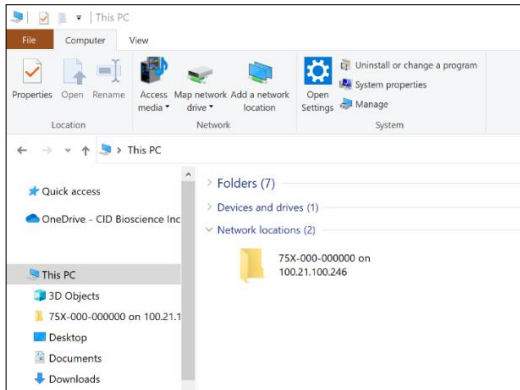 This PC
File Computer View
Properties Open Rename Access media Map network drive Add a network location Open Settings Uninstall or change a program
System properties
Manage
Location Network System
This PC
Quick access
OneDrive - CID Bioscience Inc
This PC
3D Objects
75X-000-000000 on 100.21.1
Desktop
Documents
Downloads
Folders (7)
Devices and drives (1)
Network locations (2)
75X-000-000000 on
100.21.100.246